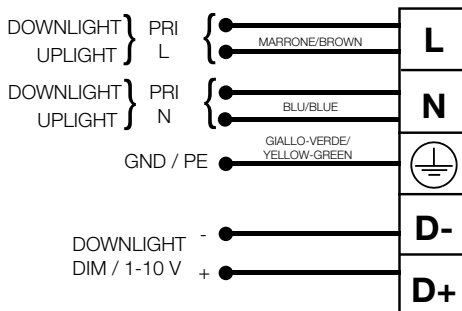 DOWNLIGHT } PRI { MARRONE/BROWN L
UPLIGHT L
DOWNLIGHT } PRI { BLU/BLUE N
UPLIGHT N
GIALLO-VERDE/
YELLOW-GREEN
GND / PE
- D-
DOWNLIGHT
DIM / 1-10 V
+ D+